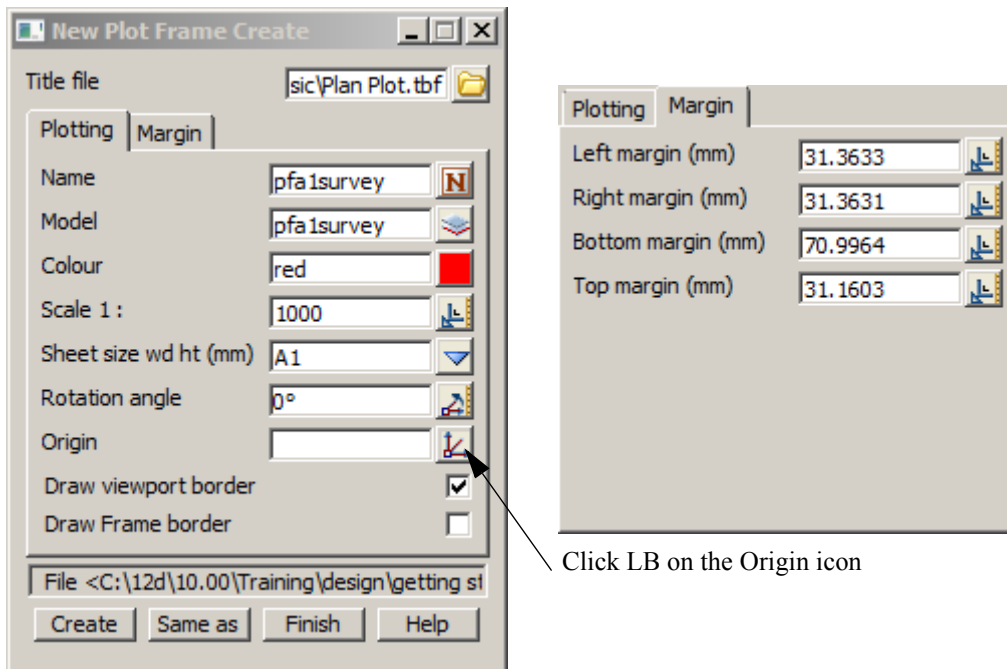 New Plot Frame Create
Title file sic\Plan Plot.tbf
Plotting Margin
Name pfa1survey N
Model pfa1survey
Colour red
Scale 1 : 1000
Sheet size wd ht (mm) A1
Rotation angle 0°
Origin
Draw viewport border
Draw Frame border
File <C:\12d\10.00\Training\design\getting st
Create Same as Finish Help
Plotting Margin
Left margin (mm) 31.3633
Right margin (mm) 31.3631
Bottom margin (mm) 70.9964
Top margin (mm) 31.1603
Click LB on the Origin icon